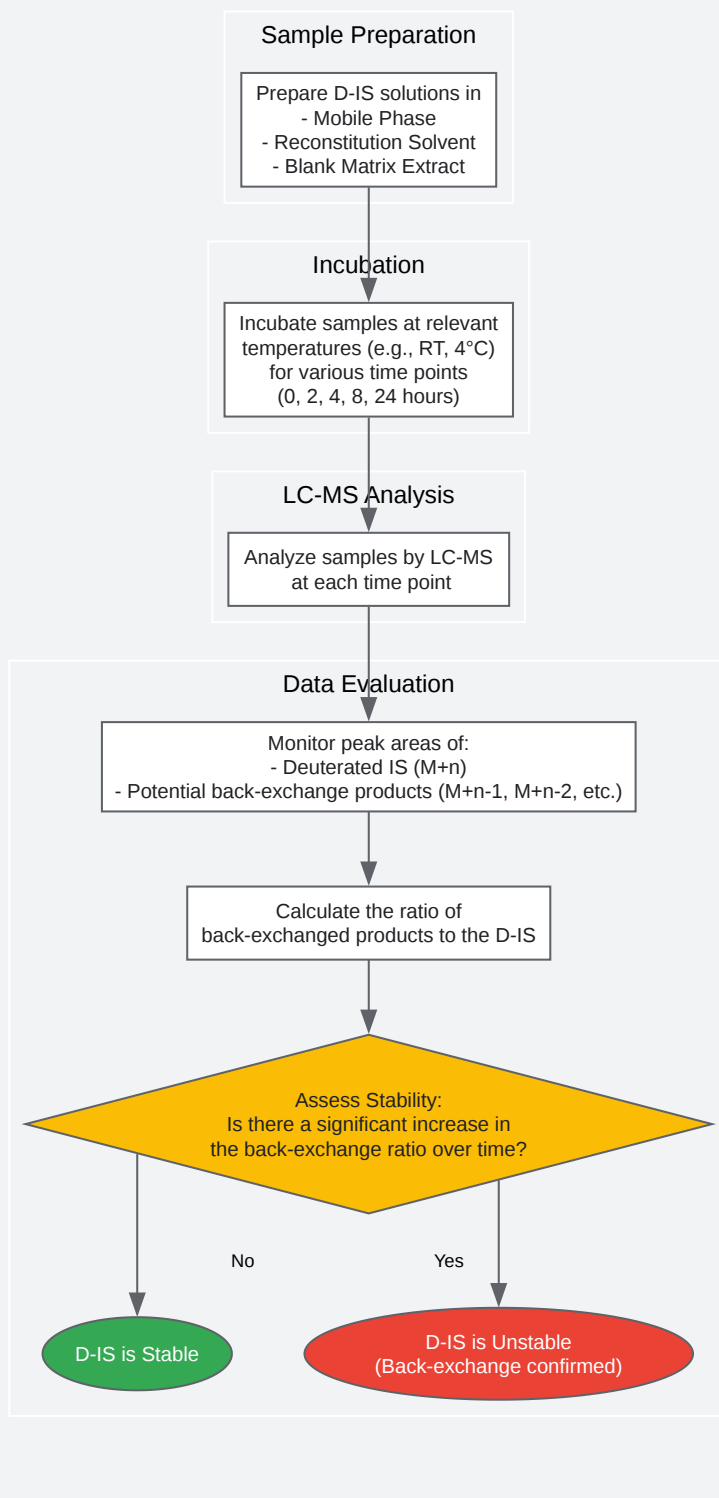 Sample Preparation
Prepare D-IS solutions in
- Mobile Phase
- Reconstitution Solvent
- Blank Matrix Extract
Incubation
Incubate samples at relevant
temperatures (e.g., RT, 4°C)
for various time points
(0, 2, 4, 8, 24 hours)
LC-MS Analysis
Analyze samples by LC-MS
at each time point
Data Evaluation
Monitor peak areas of:
- Deuterated IS (M+n)
- Potential back-exchange products (M+n-1, M+n-2, etc.)
Calculate the ratio of
back-exchanged products to the D-IS
Assess Stability:
Is there a significant increase in
the back-exchange ratio over time?
No
Yes
D-IS is Stable
D-IS is Unstable
(Back-exchange confirmed)